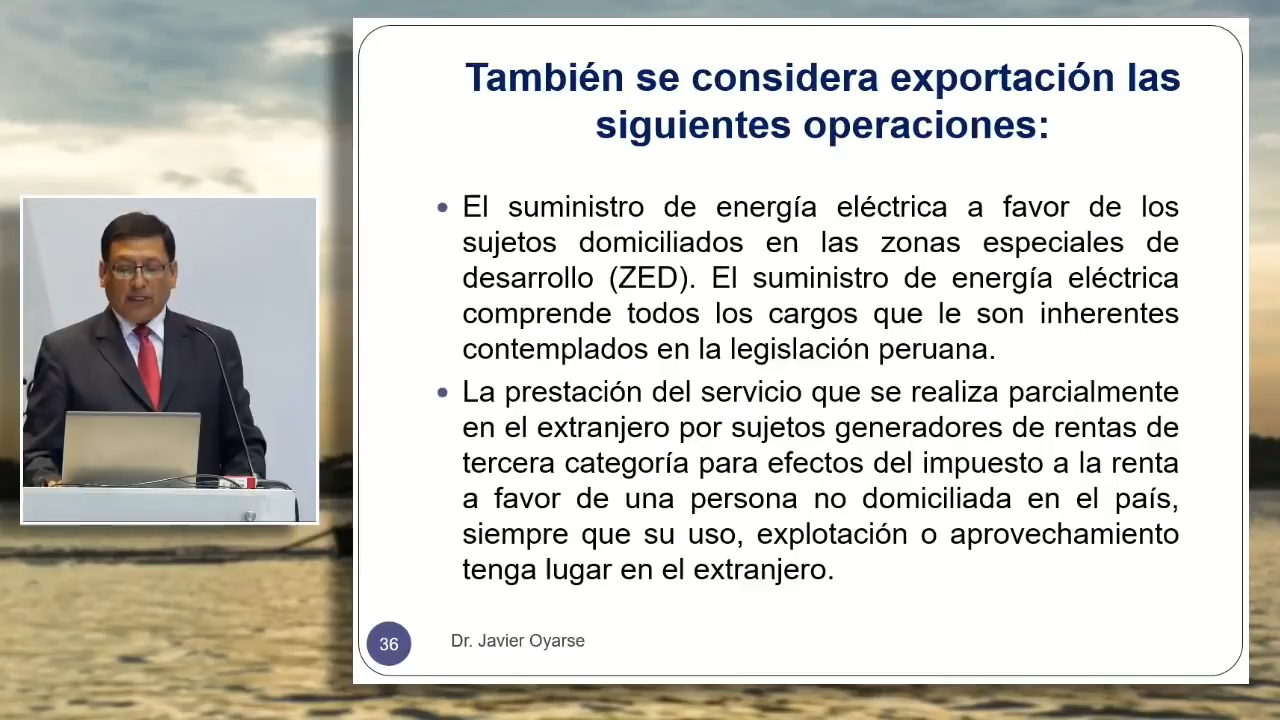 También se considera exportación las
siguientes operaciones:
• El suministro de energía eléctrica a favor de los
sujetos domiciliados en las zonas especiales de
desarrollo (ZED). El suministro de energía eléctrica
comprende todos los cargos que le son inherentes
contemplados en la legislación peruana.
• La prestación del servicio que se realiza parcialmente
en el extranjero por sujetos generadores de rentas de
tercera categoría para efectos del impuesto a la renta
a favor de una persona no domiciliada en el país,
siempre que su uso, explotación o aprovechamiento
tenga lugar en el extranjero.
36
Dr. Javier Oyarse